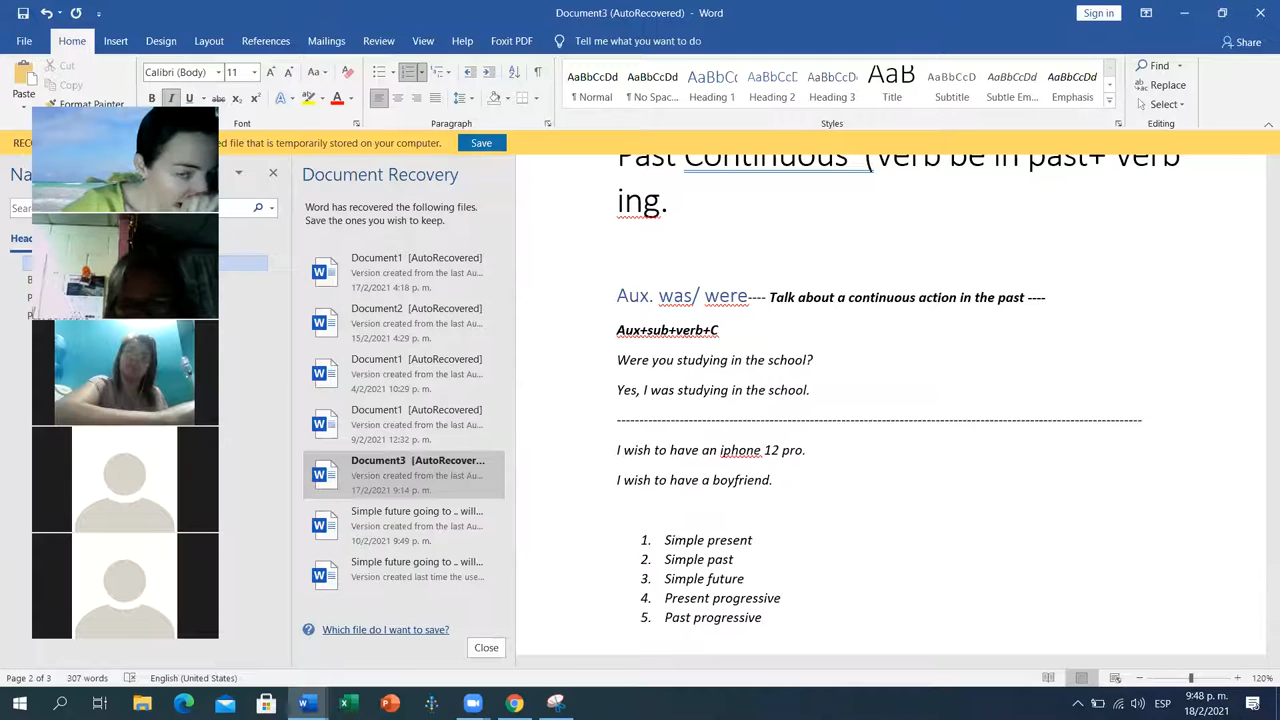 Document3 (AutoRecovered) - Word
Sign in
File Home Insert Design Layout References Mailings Review View Help Foxit PDF Tell me what you want to do Share
Cut
Copy
Format Painter
Paste
Calibri (Body) 11
Font
Paragraph
AaBbCcDd AaBbCcDd AaBbC( AaBbCcD AaBbCcD AaB AaBbCcD AaBbCcDd AaBbCcDd
¶ Normal ¶ No Spac... Heading 1 Heading 2 Heading 3 Title Subtitle Subtle Em... Emphasis
Styles
Find
Replace
Select
Editing
ed file that is temporarily stored on your computer. Save
Document Recovery
Word has recovered the following files.
Save the ones you wish to keep.
Document1 [AutoRecovered]
Version created from the last Au...
17/2/2021 4:18 p. m.
Document2 [AutoRecovered]
Version created from the last Au...
15/2/2021 4:29 p. m.
Document1 [AutoRecovered]
Version created from the last Au...
4/2/2021 10:29 p. m.
Document1 [AutoRecovered]
Version created from the last Au...
9/2/2021 12:32 p. m.
Document3 [AutoRecover...
Version created from the last Au...
17/2/2021 9:14 p. m.
Simple future going to .. will...
Version created from the last Au...
10/2/2021 9:49 p. m.
Simple future going to .. will...
Version created last time the use...
Which file do I want to save?
Close
Past Continuous (verb be in past+ verb
ing.
Aux. was/ were---- Talk about a continuous action in the past ----
Aux+sub+verb+C
Were you studying in the school?
Yes, I was studying in the school.
I wish to have an iphone 12 pro.
I wish to have a boyfriend.
1. Simple present
2. Simple past
3. Simple future
4. Present progressive
5. Past progressive
Page 2 of 3 307 words English (United States) 120%
9:48 p. m.
18/2/2021